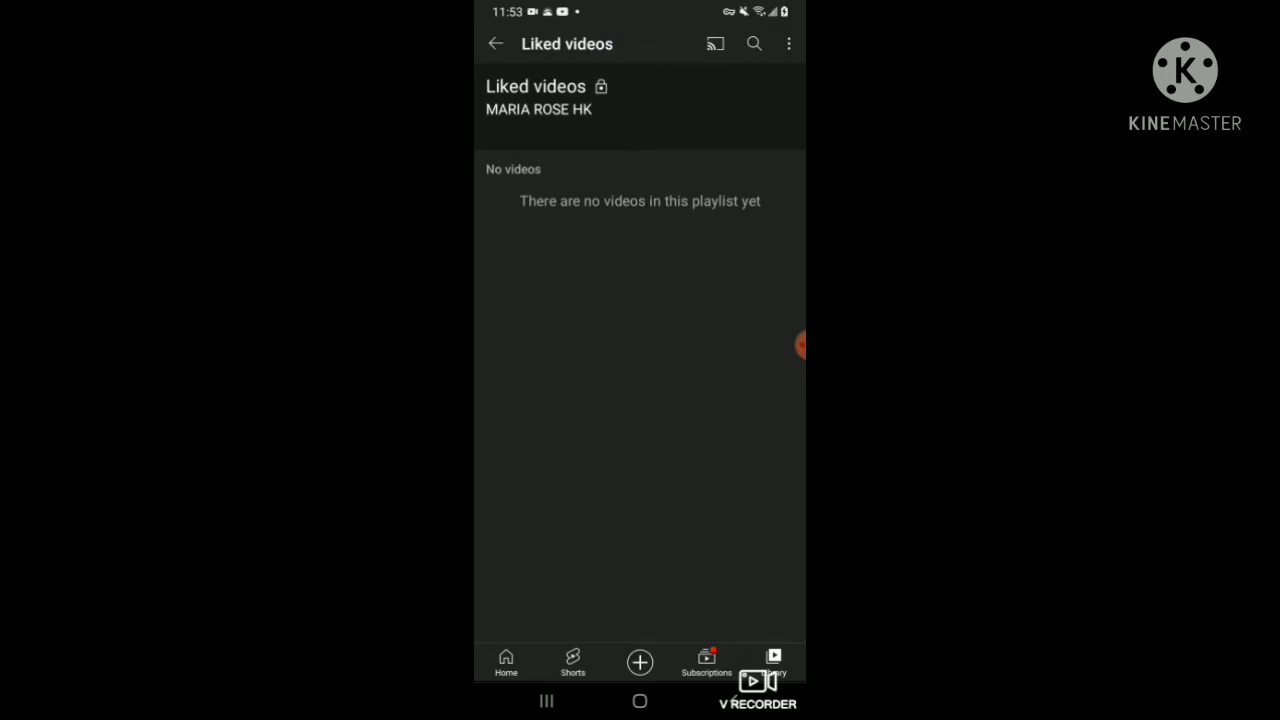 11:53
Liked videos
Liked videos
MARIA ROSE HK
No videos
There are no videos in this playlist yet
Home
Shorts
Subscriptions
V RECORDER
K
KINEMASTER